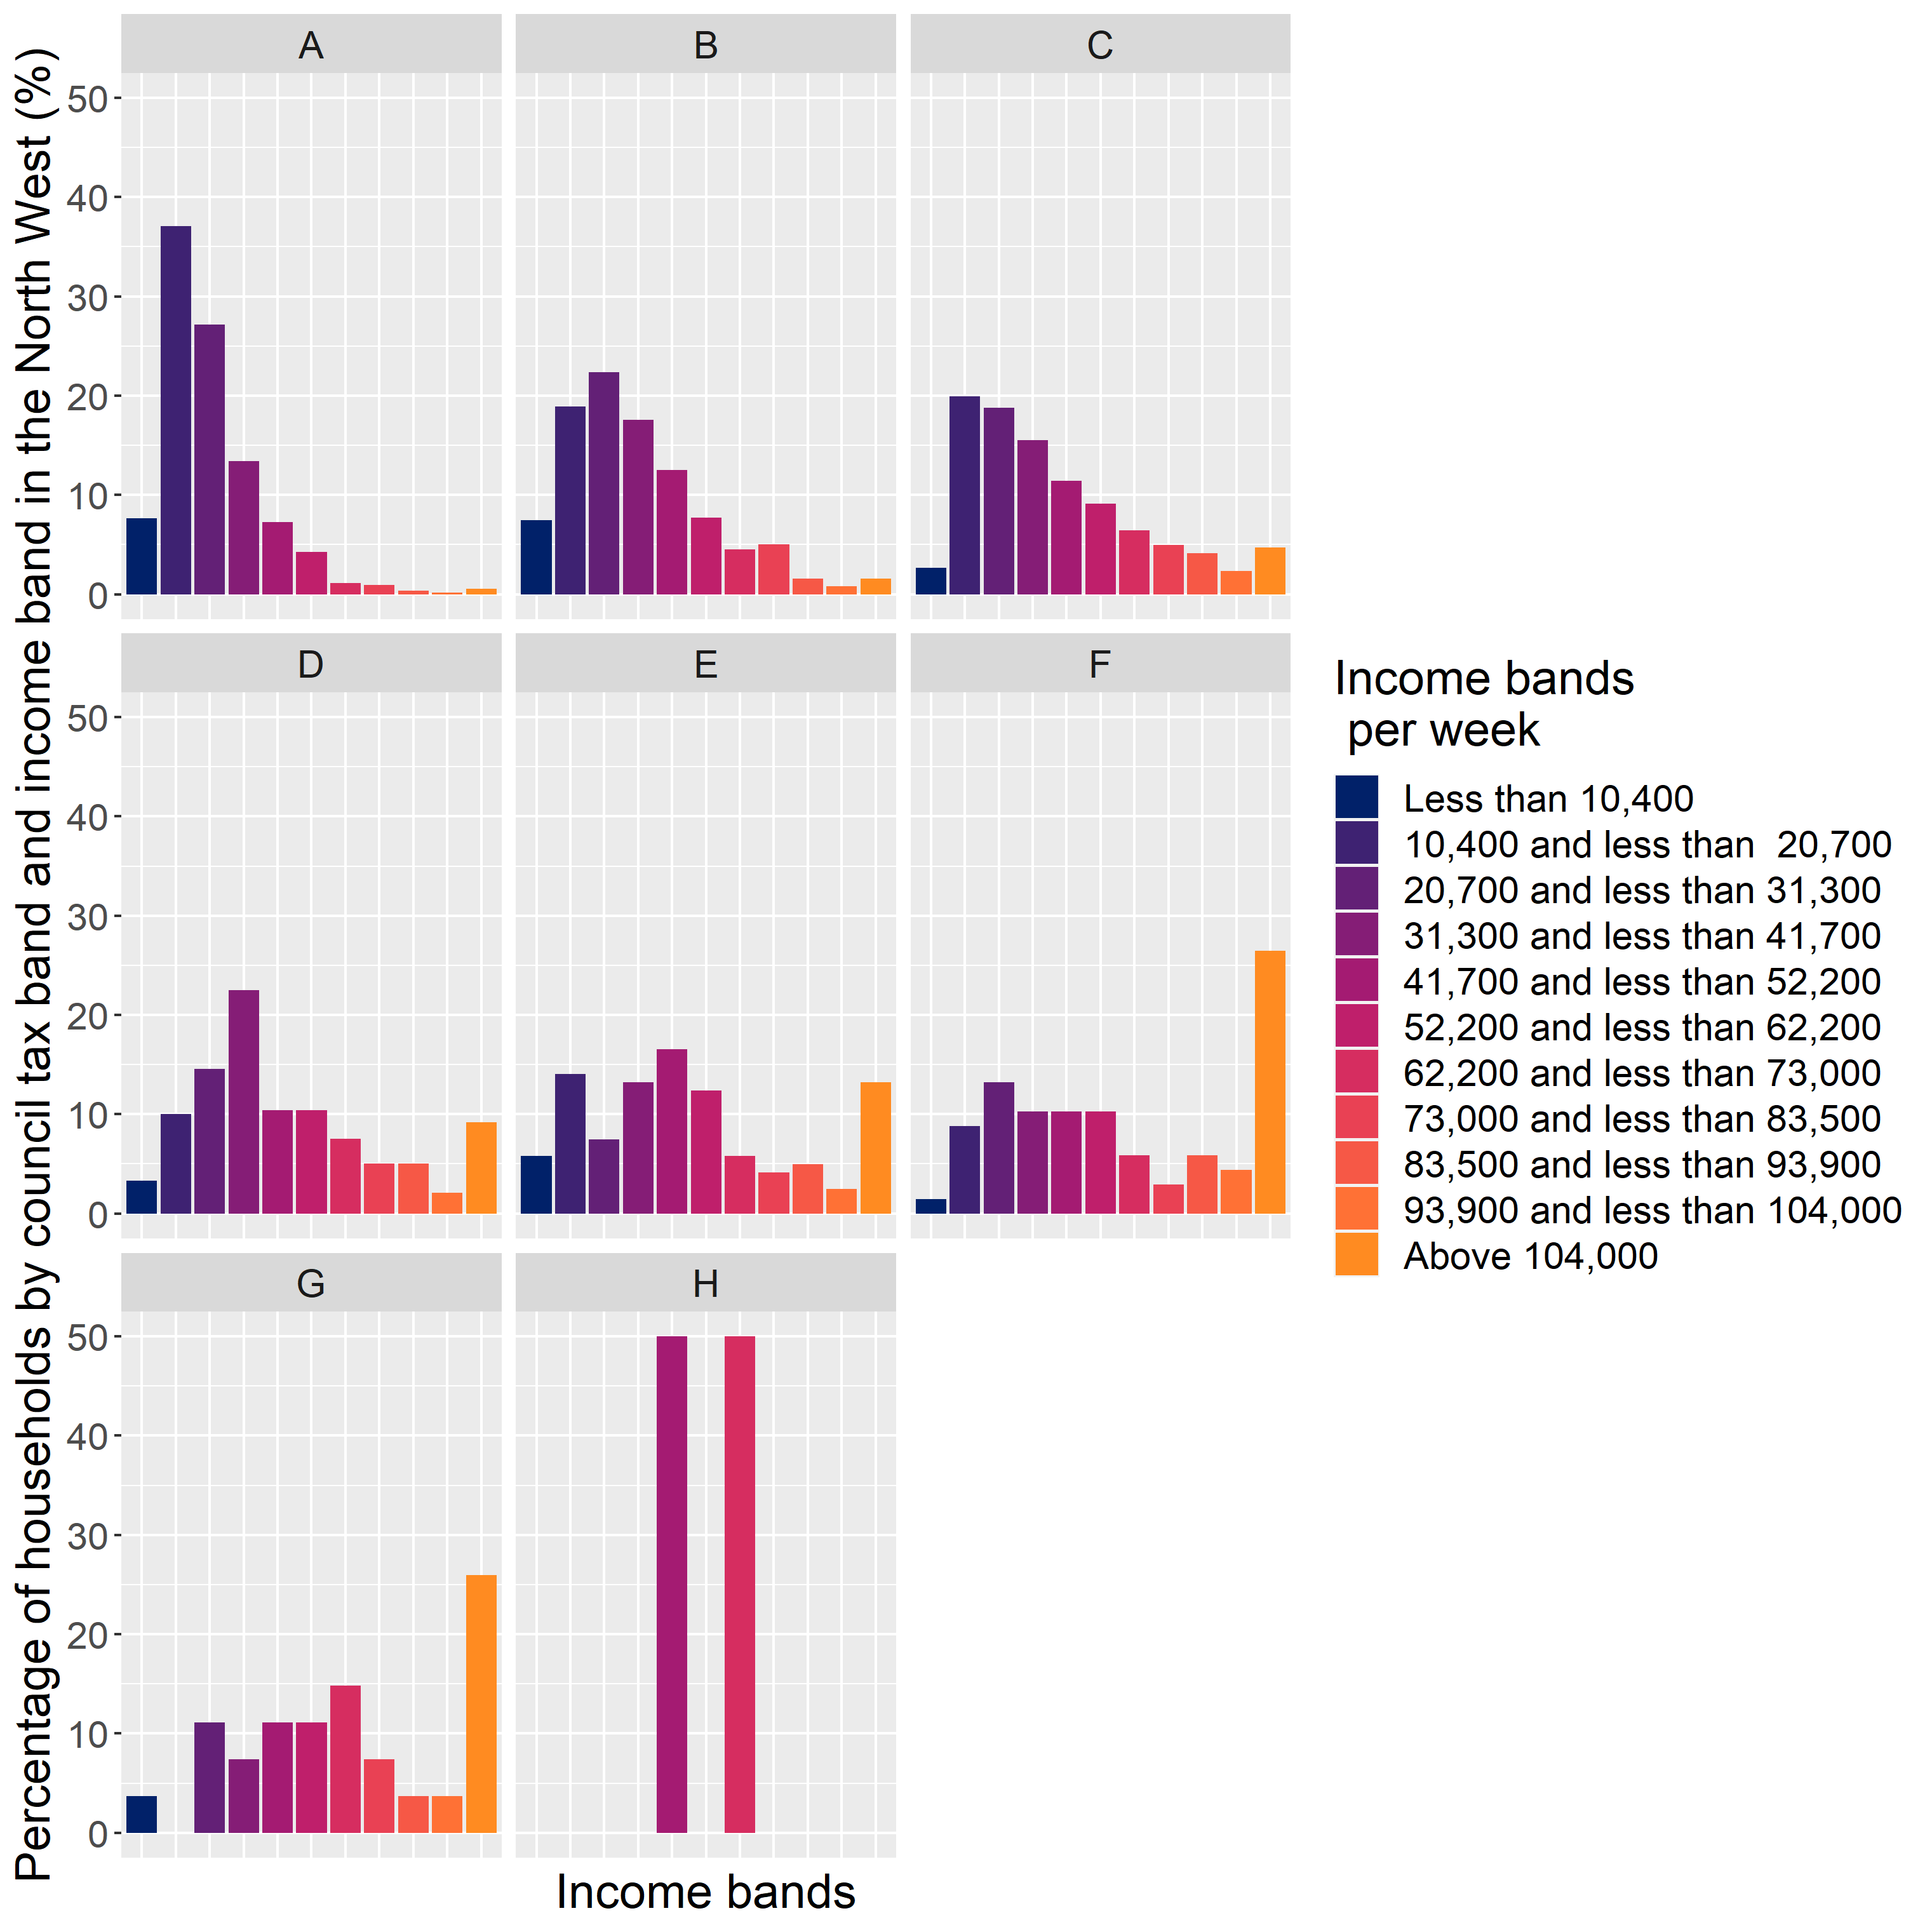 Percentage of households by council tax band and income band in the North West (%)
A
B
C
50
40
30
20
10
0
D
E
F
50
40
30
20
10
0
G
H
50
40
30
20
10
0
Income bands
Income bands
per week
Less than 10,400
10,400 and less than  20,700
20,700 and less than 31,300
31,300 and less than 41,700
41,700 and less than 52,200
52,200 and less than 62,200
62,200 and less than 73,000
73,000 and less than 83,500
83,500 and less than 93,900
93,900 and less than 104,000
Above 104,000